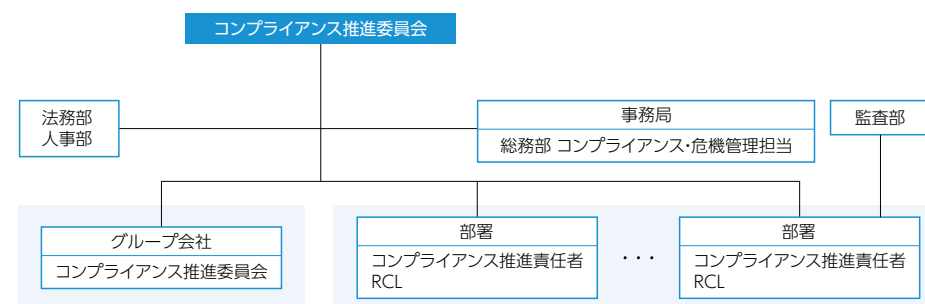 コンプライアンス推進委員会
法務部
人事部
事務局
総務部 コンプライアンス・危機管理担当
監査部
グループ会社
コンプライアンス推進委員会
部署
コンプライアンス推進責任者
RCL
・・・
部署
コンプライアンス推進責任者
RCL